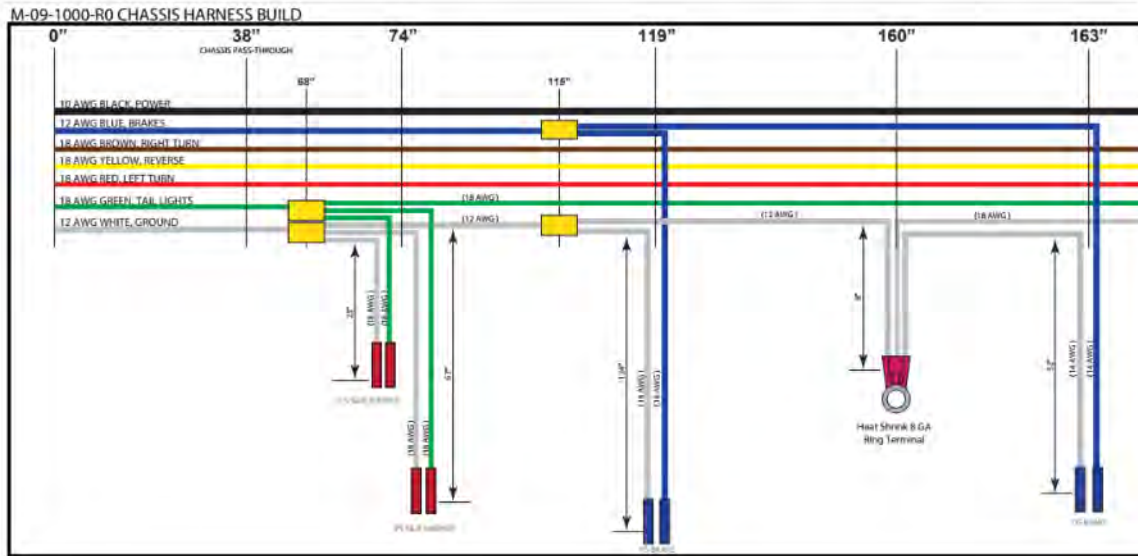 M-09-1000-R0 CHASSIS HARNESS BUILD
0" 38" 74" 119" 160" 163"
CHASSIS PASS-THROUGH
68" 115"
10 AWG BLACK, POWER
12 AWG BLUE, BRAKES
18 AWG BROWN, RIGHT TURN
18 AWG YELLOW, REVERSE
18 AWG RED, LEFT TURN
18 AWG GREEN, TAIL LIGHTS
(18 AWG)
12 AWG WHITE, GROUND
(12 AWG)
(12 AWG)
(18 AWG)
(18 AWG)
(18 AWG)
(18 AWG)
(18 AWG)
67"
(14 AWG)
(14 AWG)
Heat Shrink 8 GA
Ring Terminal
(14 AWG)
(14 AWG)